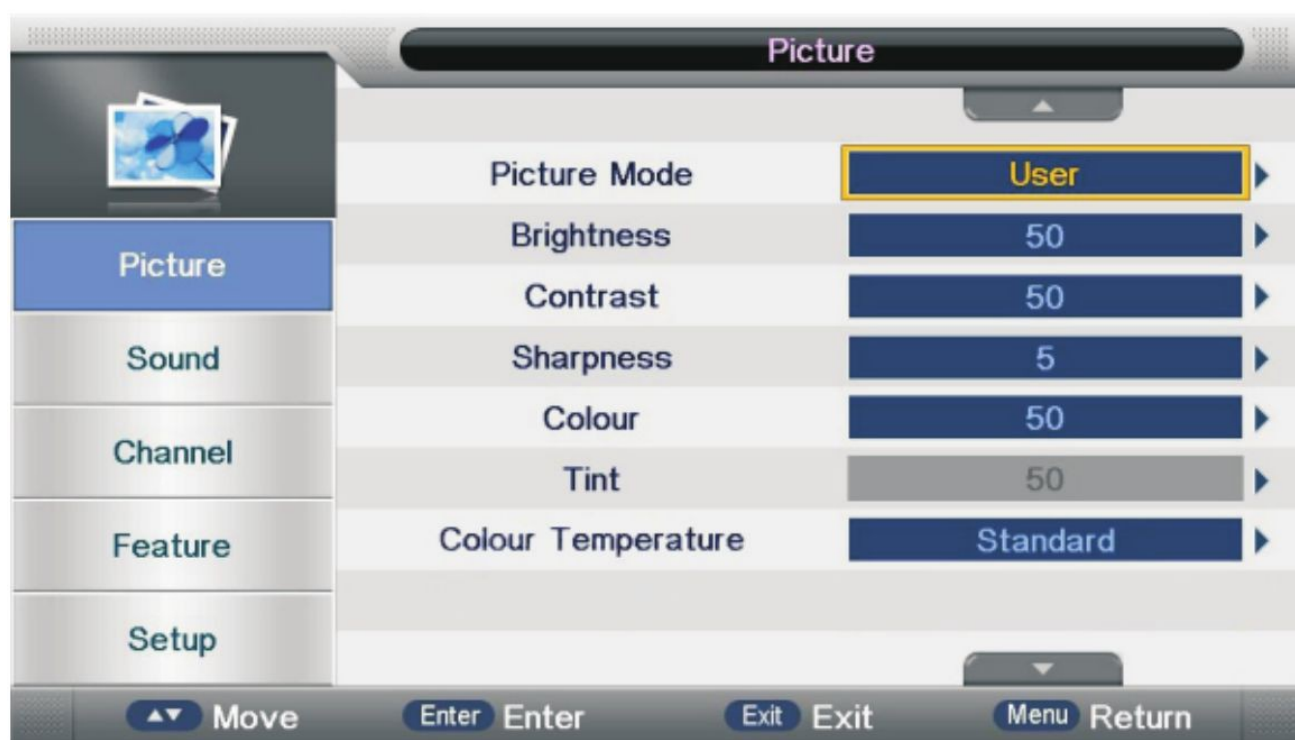 Picture
Picture Mode User
Brightness 50
Contrast 50
Sharpness 5
Colour 50
Tint 50
Colour Temperature Standard
Picture
Sound
Channel
Feature
Setup
Move Enter Enter Exit Exit Menu Return